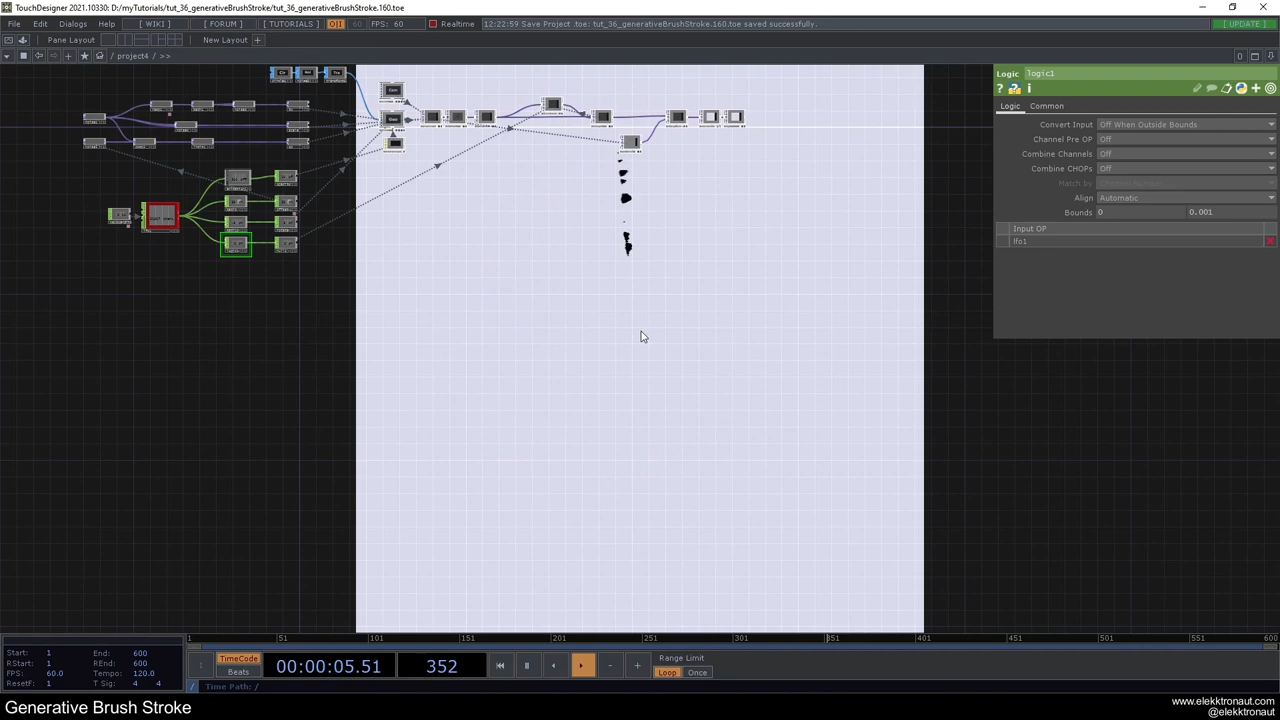 TouchDesigner 2021.10330: D:/myTutorials/tut_36_generativeBrushStroke/tut_36_generativeBrushStroke.160.toe
File Edit Dialogs Help [ WIKI ] [ FORUM ] [ TUTORIALS ] O|I 60 FPS: 60 Realtime 12:22:59 Save Project .toe: tut_36_generativeBrushStroke.160.toe saved successfully. [ UPDATE ]
Pane Layout New Layout +
/ project4 / >>
Logic logic1
Logic Common
Convert Input Off When Outside Bounds
Channel Pre OP Off
Combine Channels Off
Combine CHOPs Off
Match by
Align Automatic
Bounds 0 0.001
Input OP
lfo1
1 51 101 151 201 251 301 351 401 451 501 551 600
Start: 1 End: 600
RStart: 1 REnd: 600
FPS: 60.0 Tempo: 120.0
ResetF: 1 T Sig: 4 4
TimeCode
Beats
00:00:05.51 352
Range Limit
Loop Once
/ Time Path: /
Generative Brush Stroke
www.elekktronaut.com
@elekktronaut